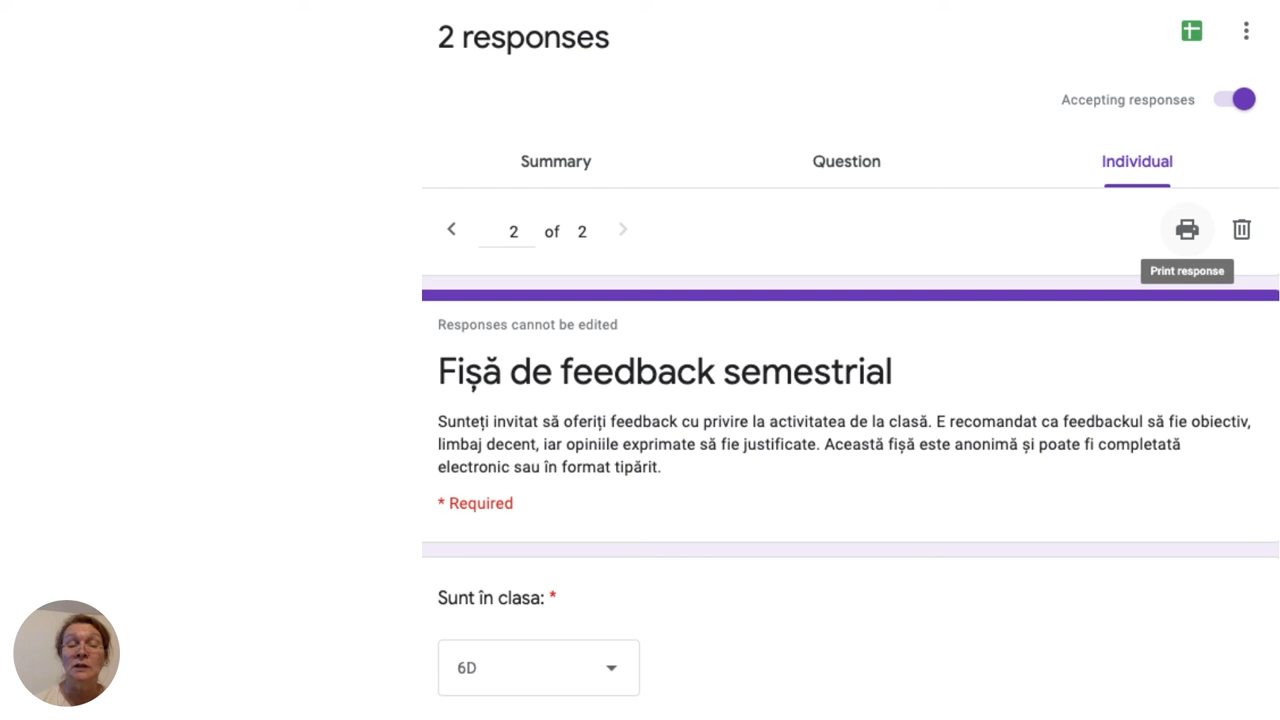 2 responses
Accepting responses
Summary
Question
Individual
2 of 2
Print response
Responses cannot be edited
Fișă de feedback semestrial
Sunteți invitat să oferiți feedback cu privire la activitatea de la clasă. E recomandat ca feedbackul să fie obiectiv,
limbaj decent, iar opiniile exprimate să fie justificate. Această fișă este anonimă și poate fi completată
electronic sau în format tipărit.
* Required
Sunt în clasa: *
6D